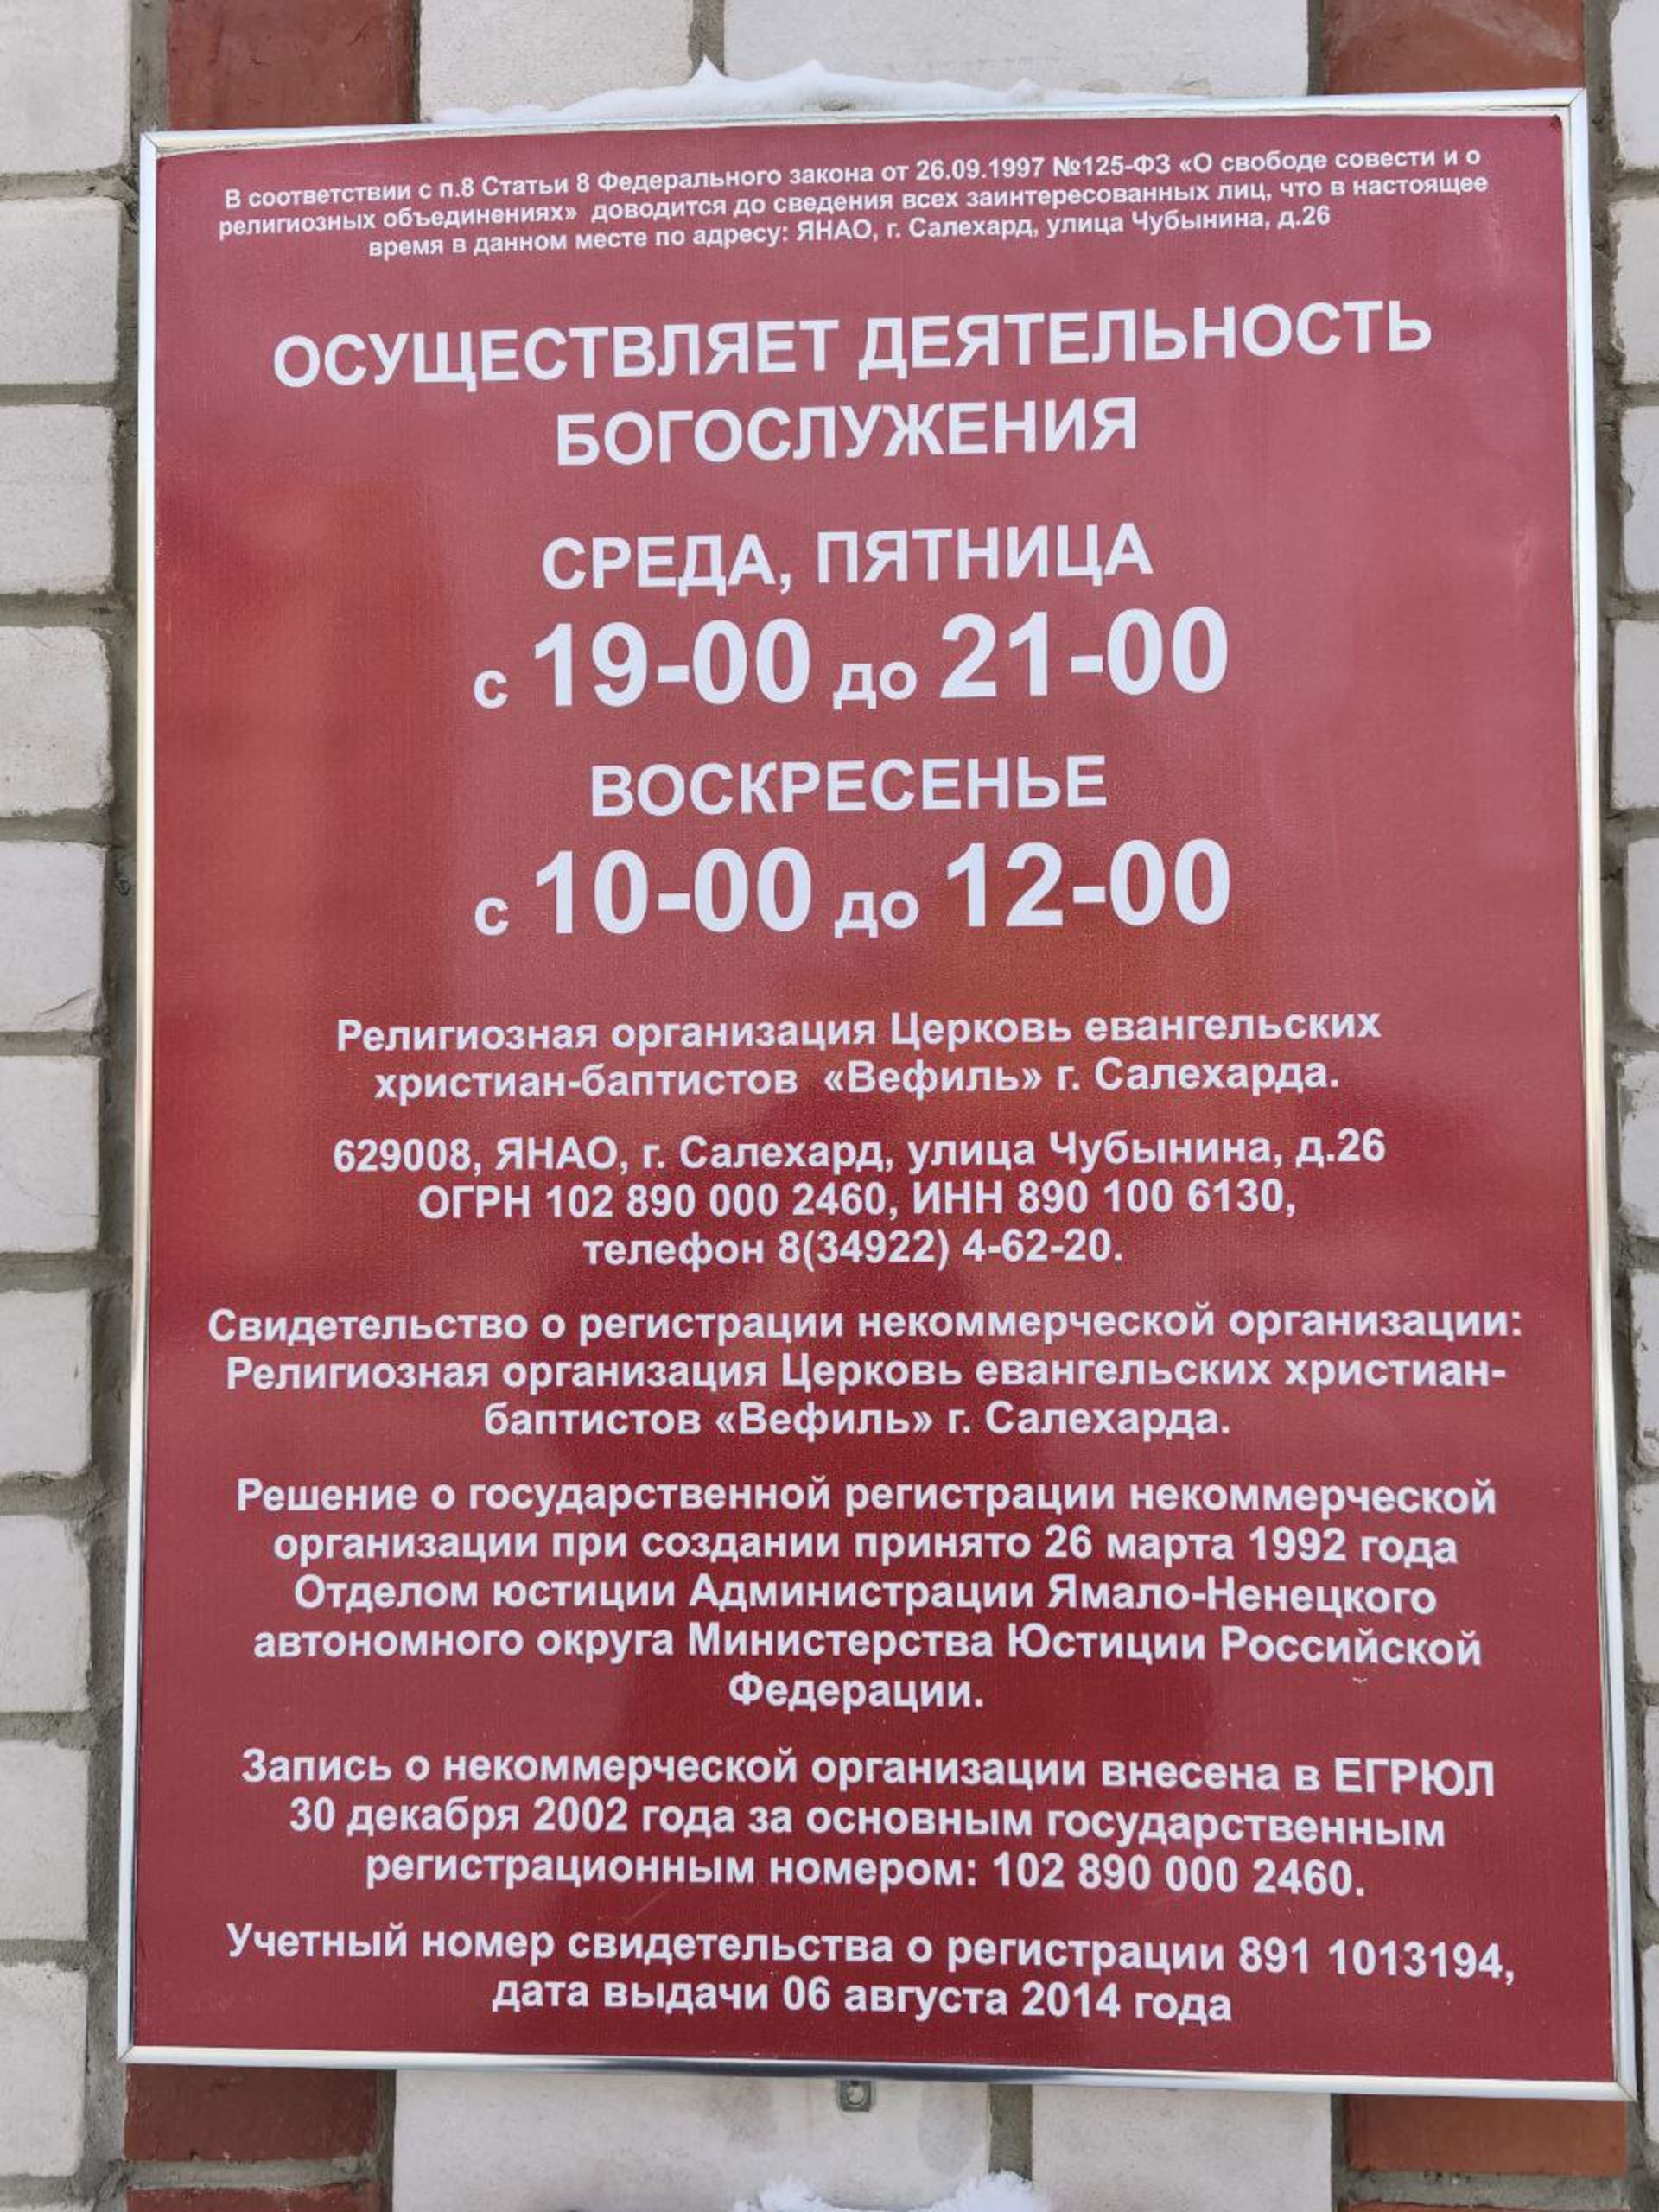 В соответствии с п.8 Статьи 8 Федерального закона от 26.09.1997 №125-ФЗ «О свободе совести и о
религиозных объединениях» доводится до сведения всех заинтересованных лиц, что в настоящее
время в данном месте по адресу: ЯНАО, г. Салехард, улица Чубынина, д.26
ОСУЩЕСТВЛЯЕТ ДЕЯТЕЛЬНОСТЬ
БОГОСЛУЖЕНИЯ
СРЕДА, ПЯТНИЦА
с 19-00 до 21-00
ВОСКРЕСЕНЬЕ
с 10-00 до 12-00
Религиозная организация Церковь евангельских
христиан-баптистов «Вефиль» г. Салехарда.
629008, ЯНАО, г. Салехард, улица Чубынина, д.26
ОГРН 102 890 000 2460, ИНН 890 100 6130,
телефон 8(34922) 4-62-20.
Свидетельство о регистрации некоммерческой организации:
Религиозная организация Церковь евангельских христиан-
баптистов «Вефиль» г. Салехарда.
Решение о государственной регистрации некоммерческой
организации при создании принято 26 марта 1992 года
Отделом юстиции Администрации Ямало-Ненецкого
автономного округа Министерства Юстиции Российской
Федерации.
Запись о некоммерческой организации внесена в ЕГРЮЛ
30 декабря 2002 года за основным государственным
регистрационным номером: 102 890 000 2460.
Учетный номер свидетельства о регистрации 891 1013194,
дата выдачи 06 августа 2014 года